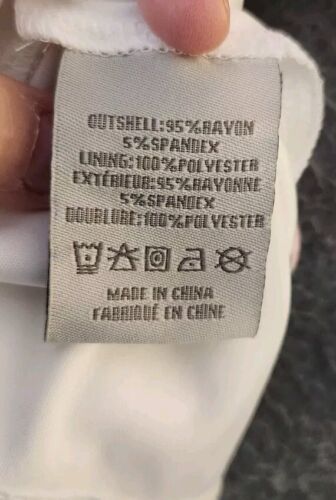 OUTSHELL:95%RAYON
5%SPANDEX
LINING:100%POLYESTER
EXTÉRIEUR:95%RAYONNE
5%SPANDEX
DOUBLURE:100%POLYESTER
MADE IN CHINA
FABRIQUÉ EN CHINE